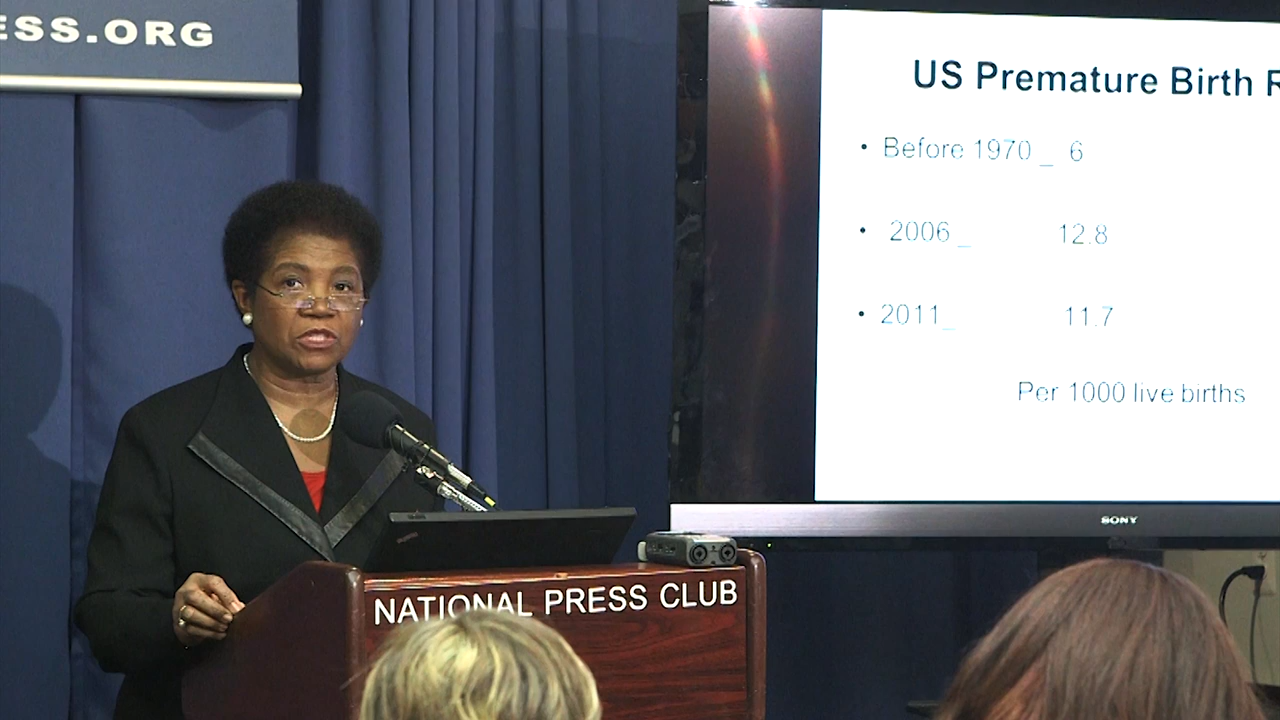 ESS.ORG
US Premature Birth R
• Before 1970 _ 6
• 2006 _ 12.8
• 2011_ 11.7
Per 1000 live births
SONY
NATIONAL PRESS CLUB